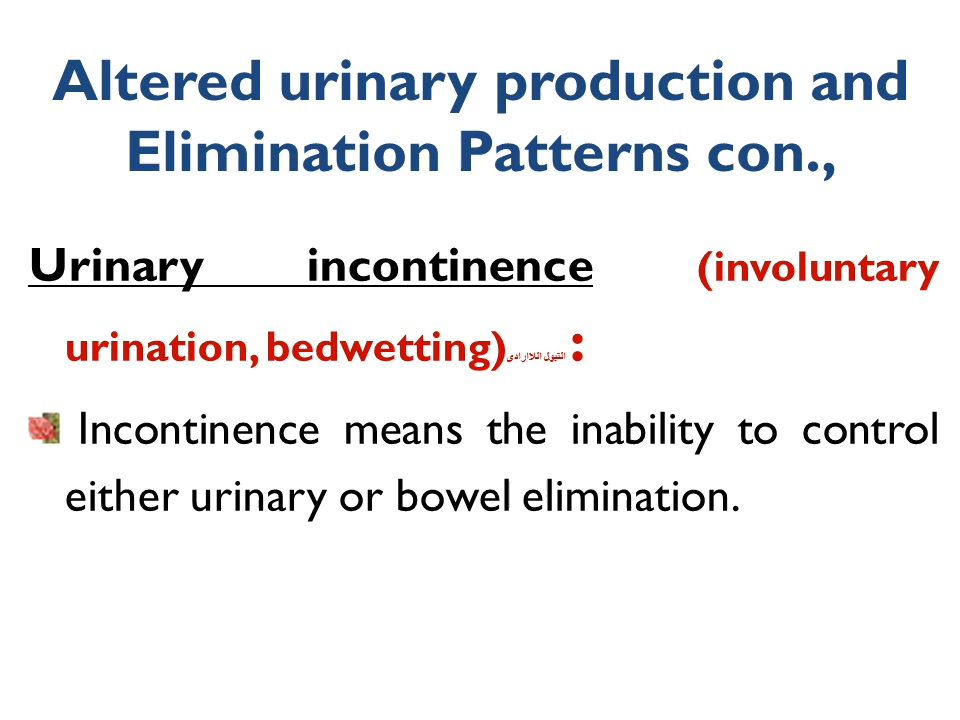 Altered urinary production and
Elimination Patterns con.,
Urinary incontinence (involuntary
urination, bedwetting) التبول اللاارادى :
Incontinence means the inability to control
either urinary or bowel elimination.